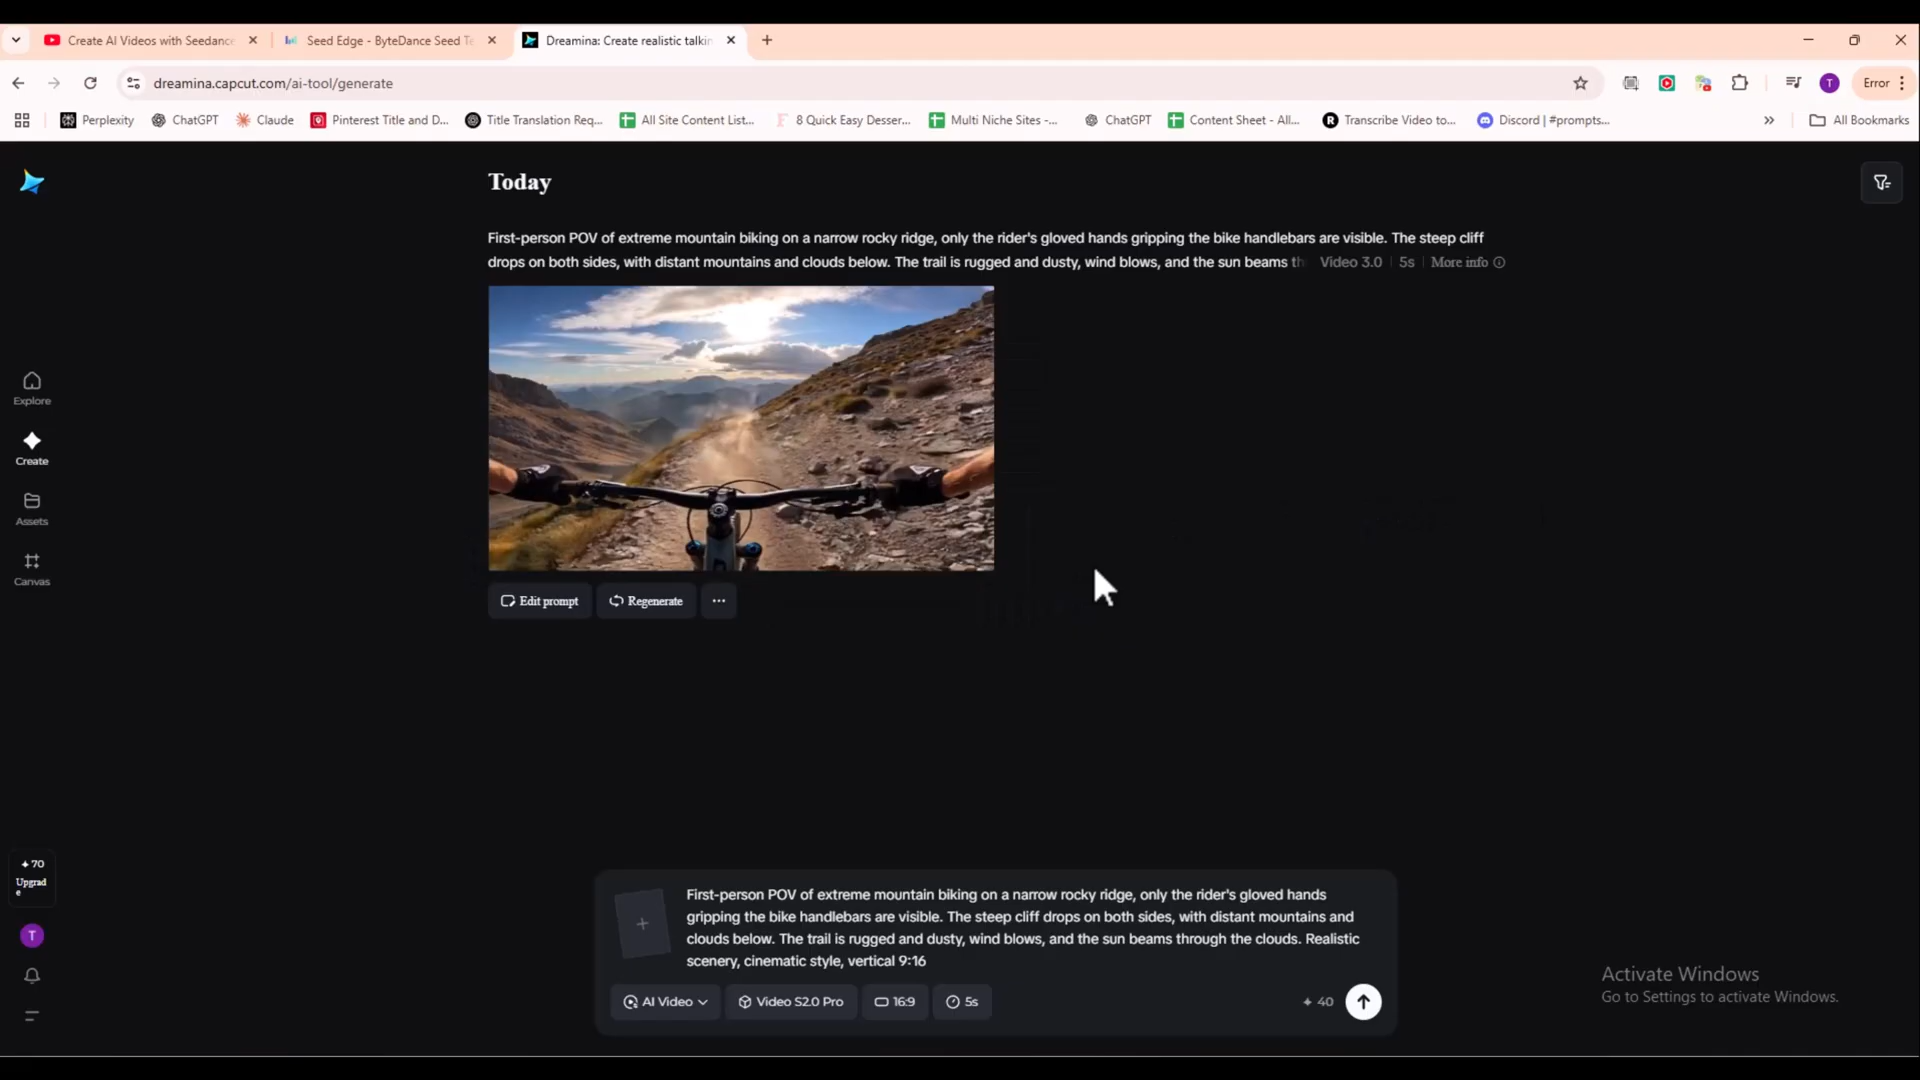 Create AI Videos with Seedance
Seed Edge - ByteDance Seed Te
Dreamina: Create realistic talkin
dreamina.capcut.com/ai-tool/generate
Error
Perplexity
ChatGPT
Claude
Pinterest Title and D...
Title Translation Req...
All Site Content List...
8 Quick Easy Desser...
Multi Niche Sites -...
ChatGPT
Content Sheet - All...
Transcribe Video to...
Discord | #prompts...
All Bookmarks
Today
First-person POV of extreme mountain biking on a narrow rocky ridge, only the rider's gloved hands gripping the bike handlebars are visible. The steep cliff
drops on both sides, with distant mountains and clouds below. The trail is rugged and dusty, wind blows, and the sun beams th
Video 3.0 | 5s | More info
Explore
Create
Assets
Canvas
Edit prompt
Regenerate
70
Upgrad
e
T
First-person POV of extreme mountain biking on a narrow rocky ridge, only the rider's gloved hands
gripping the bike handlebars are visible. The steep cliff drops on both sides, with distant mountains and
clouds below. The trail is rugged and dusty, wind blows, and the sun beams through the clouds. Realistic
scenery, cinematic style, vertical 9:16
AI Video
Video S2.0 Pro
16:9
5s
40
Activate Windows
Go to Settings to activate Windows.